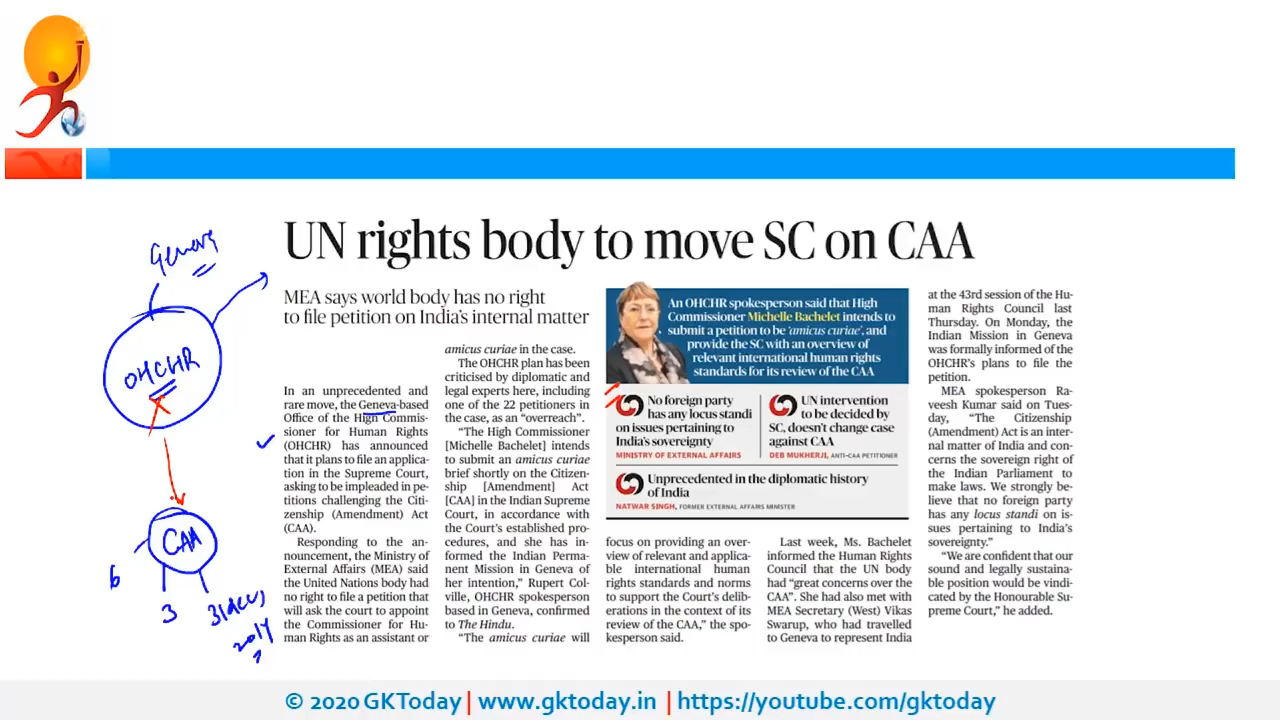 UN rights body to move SC on CAA
MEA says world body has no right
to file petition on India's internal matter
In an unprecedented and
rare move, the Geneva-based
Office of the High Commis-
sioner for Human Rights
(OHCHR) has announced
that it plans to file an applica-
tion in the Supreme Court,
asking to be impleaded in pe-
titions challenging the Citi-
zenship (Amendment) Act
(CAA).
Responding to the an-
nouncement, the Ministry of
External Affairs (MEA) said
the United Nations body had
no right to file a petition that
will ask the court to appoint
the Commissioner for Hu-
man Rights as an assistant or
amicus curiae in the case.
The OHCHR plan has been
criticised by diplomatic and
legal experts here, including
one of the 22 petitioners in
the case, as an “overreach”.
“The High Commissioner
[Michelle Bachelet] intends
to submit an amicus curiae
brief shortly on the Citizen-
ship [Amendment] Act
[CAA] in the Indian Supreme
Court, in accordance with
the Court's established pro-
cedures, and she has in-
formed the Indian Perma-
nent Mission in Geneva of
her intention,” Rupert Col-
ville, OHCHR spokesperson
based in Geneva, confirmed
to The Hindu.
“The amicus curiae will
An OHCHR spokesperson said that High
Commissioner Michelle Bachelet intends to
submit a petition to be ‘amicus curiae’, and
provide the SC with an overview of
relevant international human rights
standards for its review of the CAA
No foreign party
has any locus standi
on issues pertaining to
India's sovereignty
MINISTRY OF EXTERNAL AFFAIRS
UN intervention
to be decided by
SC, doesn't change case
against CAA
DEB MUKHERJI, ANTI-CAA PETITIONER
Unprecedented in the diplomatic history
of India
NATWAR SINGH, FORMER EXTERNAL AFFAIRS MINISTER
focus on providing an over-
view of relevant and applica-
ble international human
rights standards and norms
to support the Court's delib-
erations in the context of its
review of the CAA,” the spo-
kesperson said.
Last week, Ms. Bachelet
informed the Human Rights
Council that the UN body
had “great concerns over the
CAA”. She had also met with
MEA Secretary (West) Vikas
Swarup, who had travelled
to Geneva to represent India
at the 43rd session of the Hu-
man Rights Council last
Thursday. On Monday, the
Indian Mission in Geneva
was formally informed of the
OHCHR's plans to file the
petition.
MEA spokesperson Ra-
veesh Kumar said on Tues-
day, “The Citizenship
(Amendment) Act is an inter-
nal matter of India and con-
cerns the sovereign right of
the Indian Parliament to
make laws. We strongly be-
lieve that no foreign party
has any locus standi on is-
sues pertaining to India's
sovereignty.”
“We are confident that our
sound and legally sustaina-
ble position would be vindi-
cated by the Honourable Su-
preme Court,” he added.
Geneva
OHCHR
CAA
6
3
2014
© 2020 GKToday | www.gktoday.in | https://youtube.com/gktoday